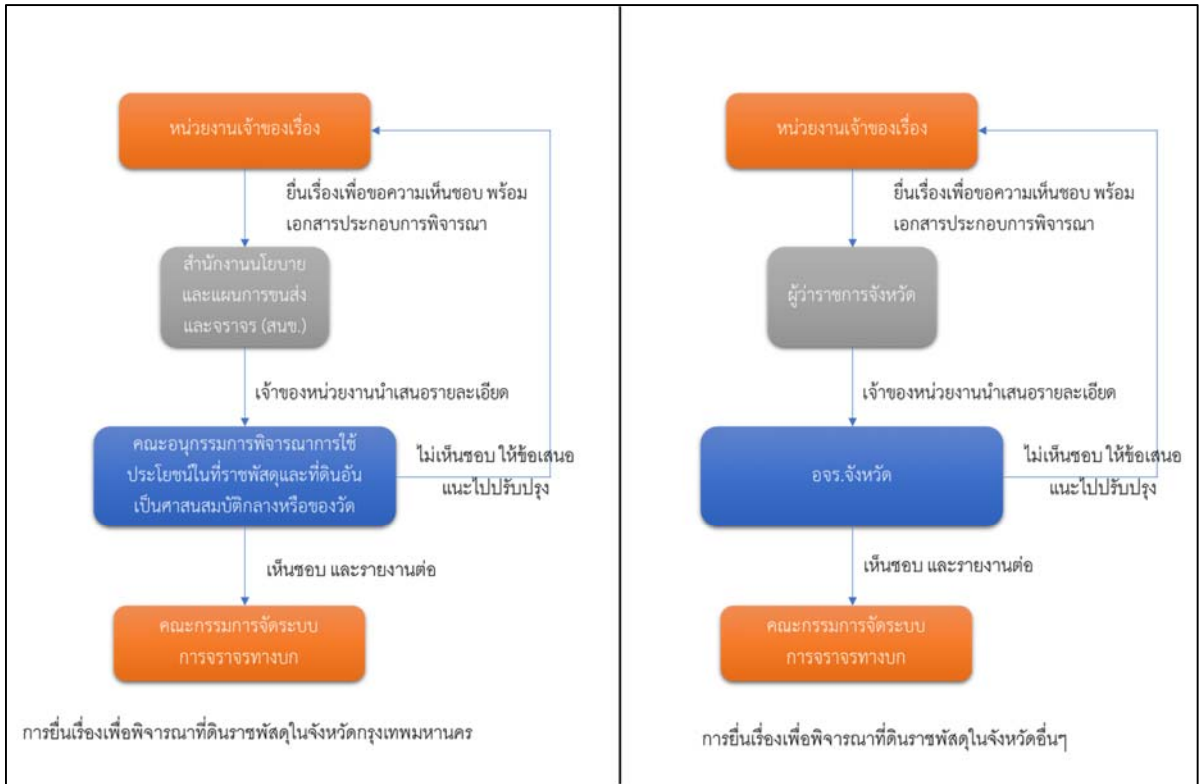 หน่วยงานเจ้าของเรื่อง
ยื่นเรื่องเพื่อขอความเห็นชอบ พร้อม
เอกสารประกอบการพิจารณา
สำนักงานนโยบาย
และแผนการขนส่ง
และจราจร (สนข.)
เจ้าของหน่วยงานนำเสนอรายละเอียด
คณะอนุกรรมการพิจารณาการใช้
ประโยชน์ในที่ราชพัสดุและที่ดินอัน
เป็นศาสนสมบัติกลางหรือของวัด
ไม่เห็นชอบ ให้ข้อเสนอ
แนะไปปรับปรุง
เห็นชอบ และรายงานต่อ
คณะกรรมการจัดระบบ
การจราจรทางบก
การยื่นเรื่องเพื่อพิจารณาที่ดินราชพัสดุในจังหวัดกรุงเทพมหานคร
หน่วยงานเจ้าของเรื่อง
ยื่นเรื่องเพื่อขอความเห็นชอบ พร้อม
เอกสารประกอบการพิจารณา
ผู้ว่าราชการจังหวัด
เจ้าของหน่วยงานนำเสนอรายละเอียด
อจร.จังหวัด
ไม่เห็นชอบ ให้ข้อเสนอ
แนะไปปรับปรุง
เห็นชอบ และรายงานต่อ
คณะกรรมการจัดระบบ
การจราจรทางบก
การยื่นเรื่องเพื่อพิจารณาที่ดินราชพัสดุในจังหวัดอื่นๆ